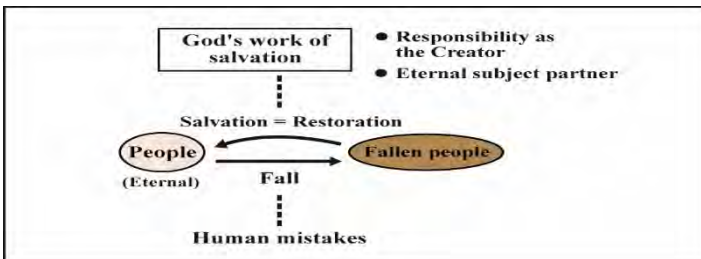 God's work of
salvation
● Responsibility as
the Creator
● Eternal subject partner
Salvation = Restoration
People
(Eternal)
Fallen people
Fall
Human mistakes